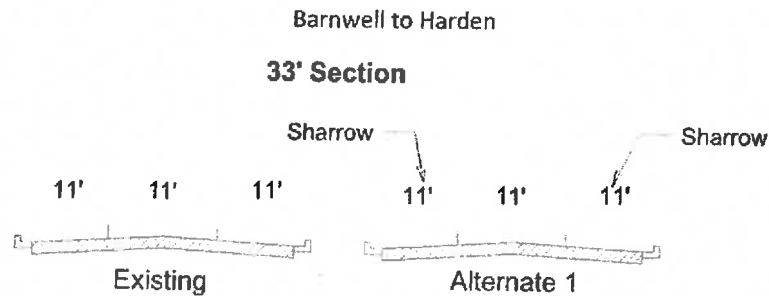 Barnwell to Harden
33' Section
Sharrow Sharrow
11' 11' 11' 11' 11' 11'
Existing Alternate 1